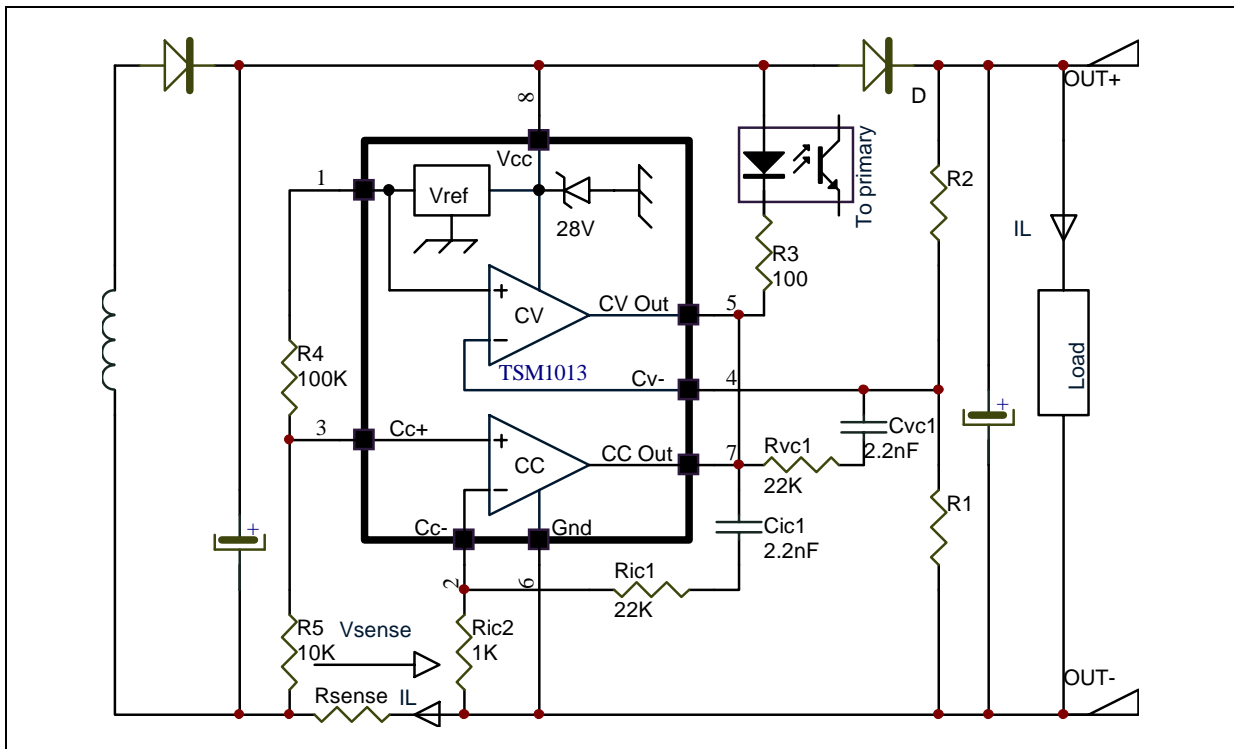 OUT+
D
8
Vcc
To primary
1
Vref
28V
R2
IL
R3
100
+
CV
CV Out
5
−
TSM1013
Cv-
4
Load
R4
100K
+
Cvc1
2.2nF
3
Cc+
+
CC
CC Out
7
Rvc1
22K
−
R1
+
Cc-
Gnd
Cic1
2.2nF
2
6
Ric1
22K
R5
10K
Vsense
Ric2
1K
Rsense
IL
OUT-